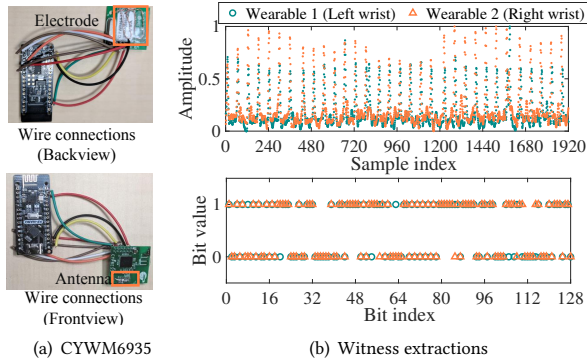 Electrode
Wire connections
(Backview)
Antenna
Wire connections
(Frontview)
(a) CYWM6935
Wearable 1 (Left wrist) Wearable 2 (Right wrist)
Amplitude
1
0.5
0
0 240 480 720 960 1200 1440 1680 1920
Sample index
Bit value
1
0
0 16 32 48 64 80 96 112 128
Bit index
(b) Witness extractions